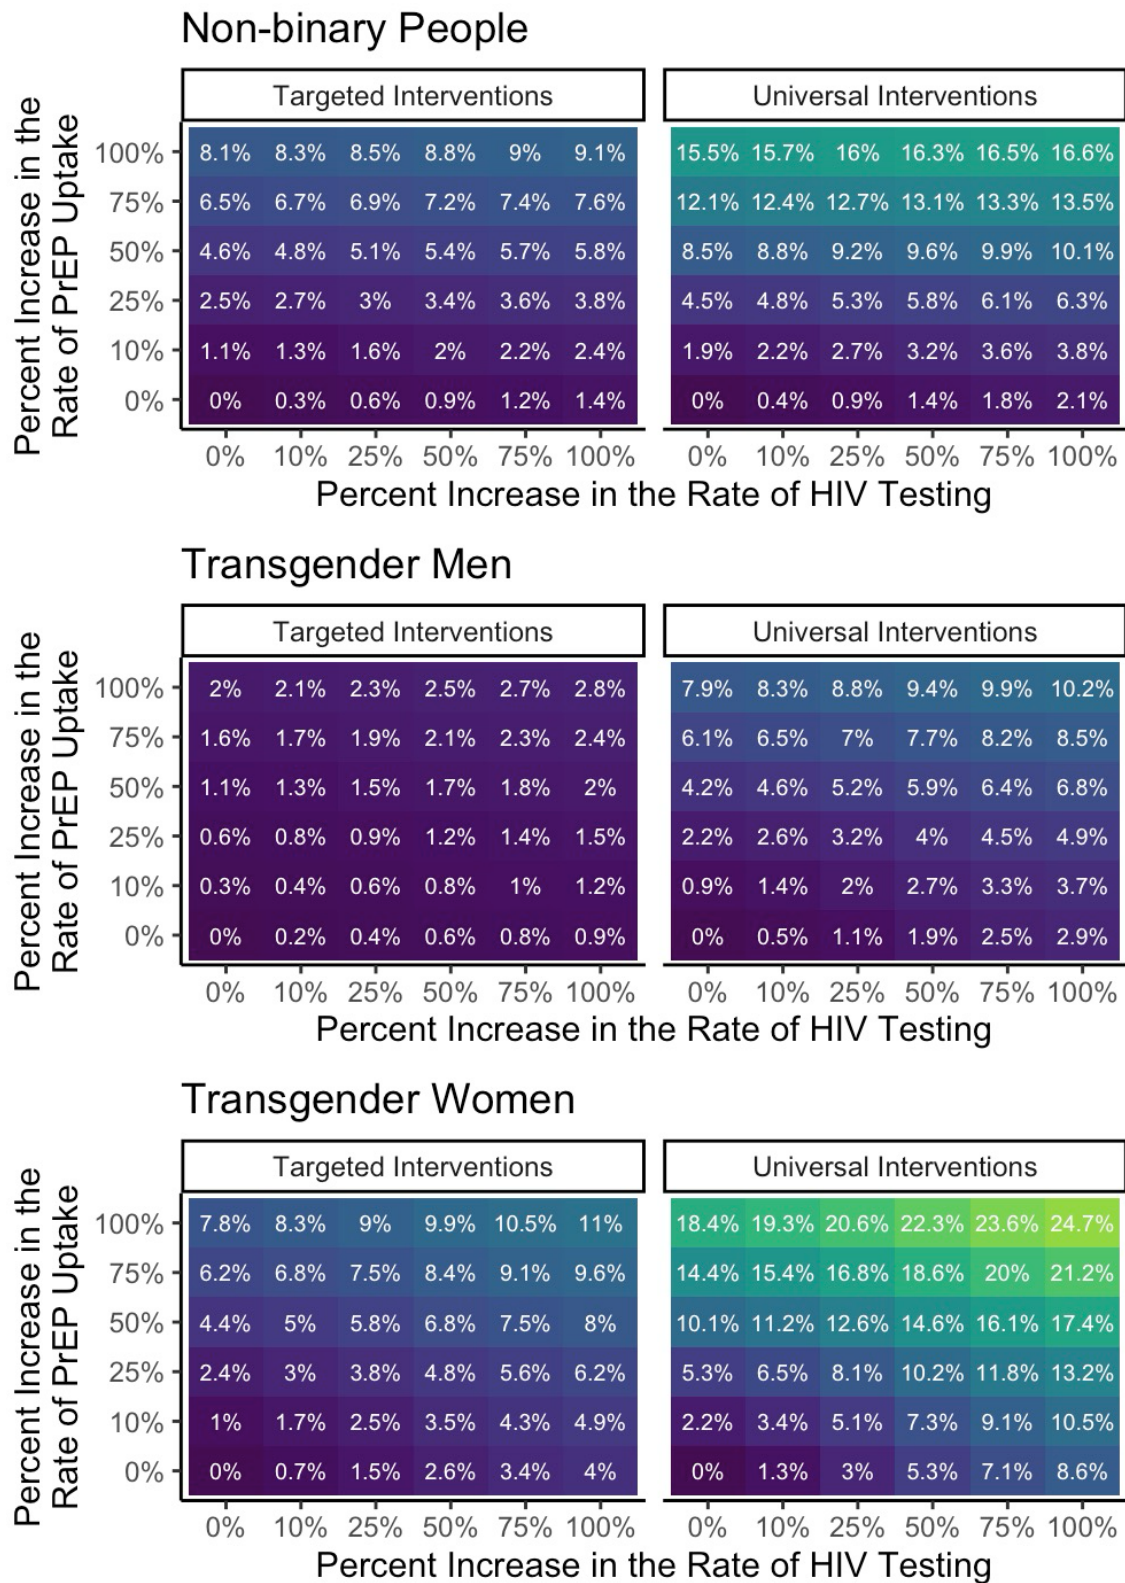 Non-binary People
Targeted Interventions Universal Interventions
Percent Increase in the
Rate of PrEP Uptake
100% 8.1% 8.3% 8.5% 8.8% 9% 9.1% 15.5% 15.7% 16% 16.3% 16.5% 16.6%
75% 6.5% 6.7% 6.9% 7.2% 7.4% 7.6% 12.1% 12.4% 12.7% 13.1% 13.3% 13.5%
50% 4.6% 4.8% 5.1% 5.4% 5.7% 5.8% 8.5% 8.8% 9.2% 9.6% 9.9% 10.1%
25% 2.5% 2.7% 3% 3.4% 3.6% 3.8% 4.5% 4.8% 5.3% 5.8% 6.1% 6.3%
10% 1.1% 1.3% 1.6% 2% 2.2% 2.4% 1.9% 2.2% 2.7% 3.2% 3.6% 3.8%
0% 0% 0.3% 0.6% 0.9% 1.2% 1.4% 0% 0.4% 0.9% 1.4% 1.8% 2.1%
0% 10% 25% 50% 75% 100% 0% 10% 25% 50% 75% 100%
Percent Increase in the Rate of HIV Testing
Transgender Men
Targeted Interventions Universal Interventions
Percent Increase in the
Rate of PrEP Uptake
100% 2% 2.1% 2.3% 2.5% 2.7% 2.8% 7.9% 8.3% 8.8% 9.4% 9.9% 10.2%
75% 1.6% 1.7% 1.9% 2.1% 2.3% 2.4% 6.1% 6.5% 7% 7.7% 8.2% 8.5%
50% 1.1% 1.3% 1.5% 1.7% 1.8% 2% 4.2% 4.6% 5.2% 5.9% 6.4% 6.8%
25% 0.6% 0.8% 0.9% 1.2% 1.4% 1.5% 2.2% 2.6% 3.2% 4% 4.5% 4.9%
10% 0.3% 0.4% 0.6% 0.8% 1% 1.2% 0.9% 1.4% 2% 2.7% 3.3% 3.7%
0% 0% 0.2% 0.4% 0.6% 0.8% 0.9% 0% 0.5% 1.1% 1.9% 2.5% 2.9%
0% 10% 25% 50% 75% 100% 0% 10% 25% 50% 75% 100%
Percent Increase in the Rate of HIV Testing
Transgender Women
Targeted Interventions Universal Interventions
Percent Increase in the
Rate of PrEP Uptake
100% 7.8% 8.3% 9% 9.9% 10.5% 11% 18.4% 19.3% 20.6% 22.3% 23.6% 24.7%
75% 6.2% 6.8% 7.5% 8.4% 9.1% 9.6% 14.4% 15.4% 16.8% 18.6% 20% 21.2%
50% 4.4% 5% 5.8% 6.8% 7.5% 8% 10.1% 11.2% 12.6% 14.6% 16.1% 17.4%
25% 2.4% 3% 3.8% 4.8% 5.6% 6.2% 5.3% 6.5% 8.1% 10.2% 11.8% 13.2%
10% 1% 1.7% 2.5% 3.5% 4.3% 4.9% 2.2% 3.4% 5.1% 7.3% 9.1% 10.5%
0% 0% 0.7% 1.5% 2.6% 3.4% 4% 0% 1.3% 3% 5.3% 7.1% 8.6%
0% 10% 25% 50% 75% 100% 0% 10% 25% 50% 75% 100%
Percent Increase in the Rate of HIV Testing